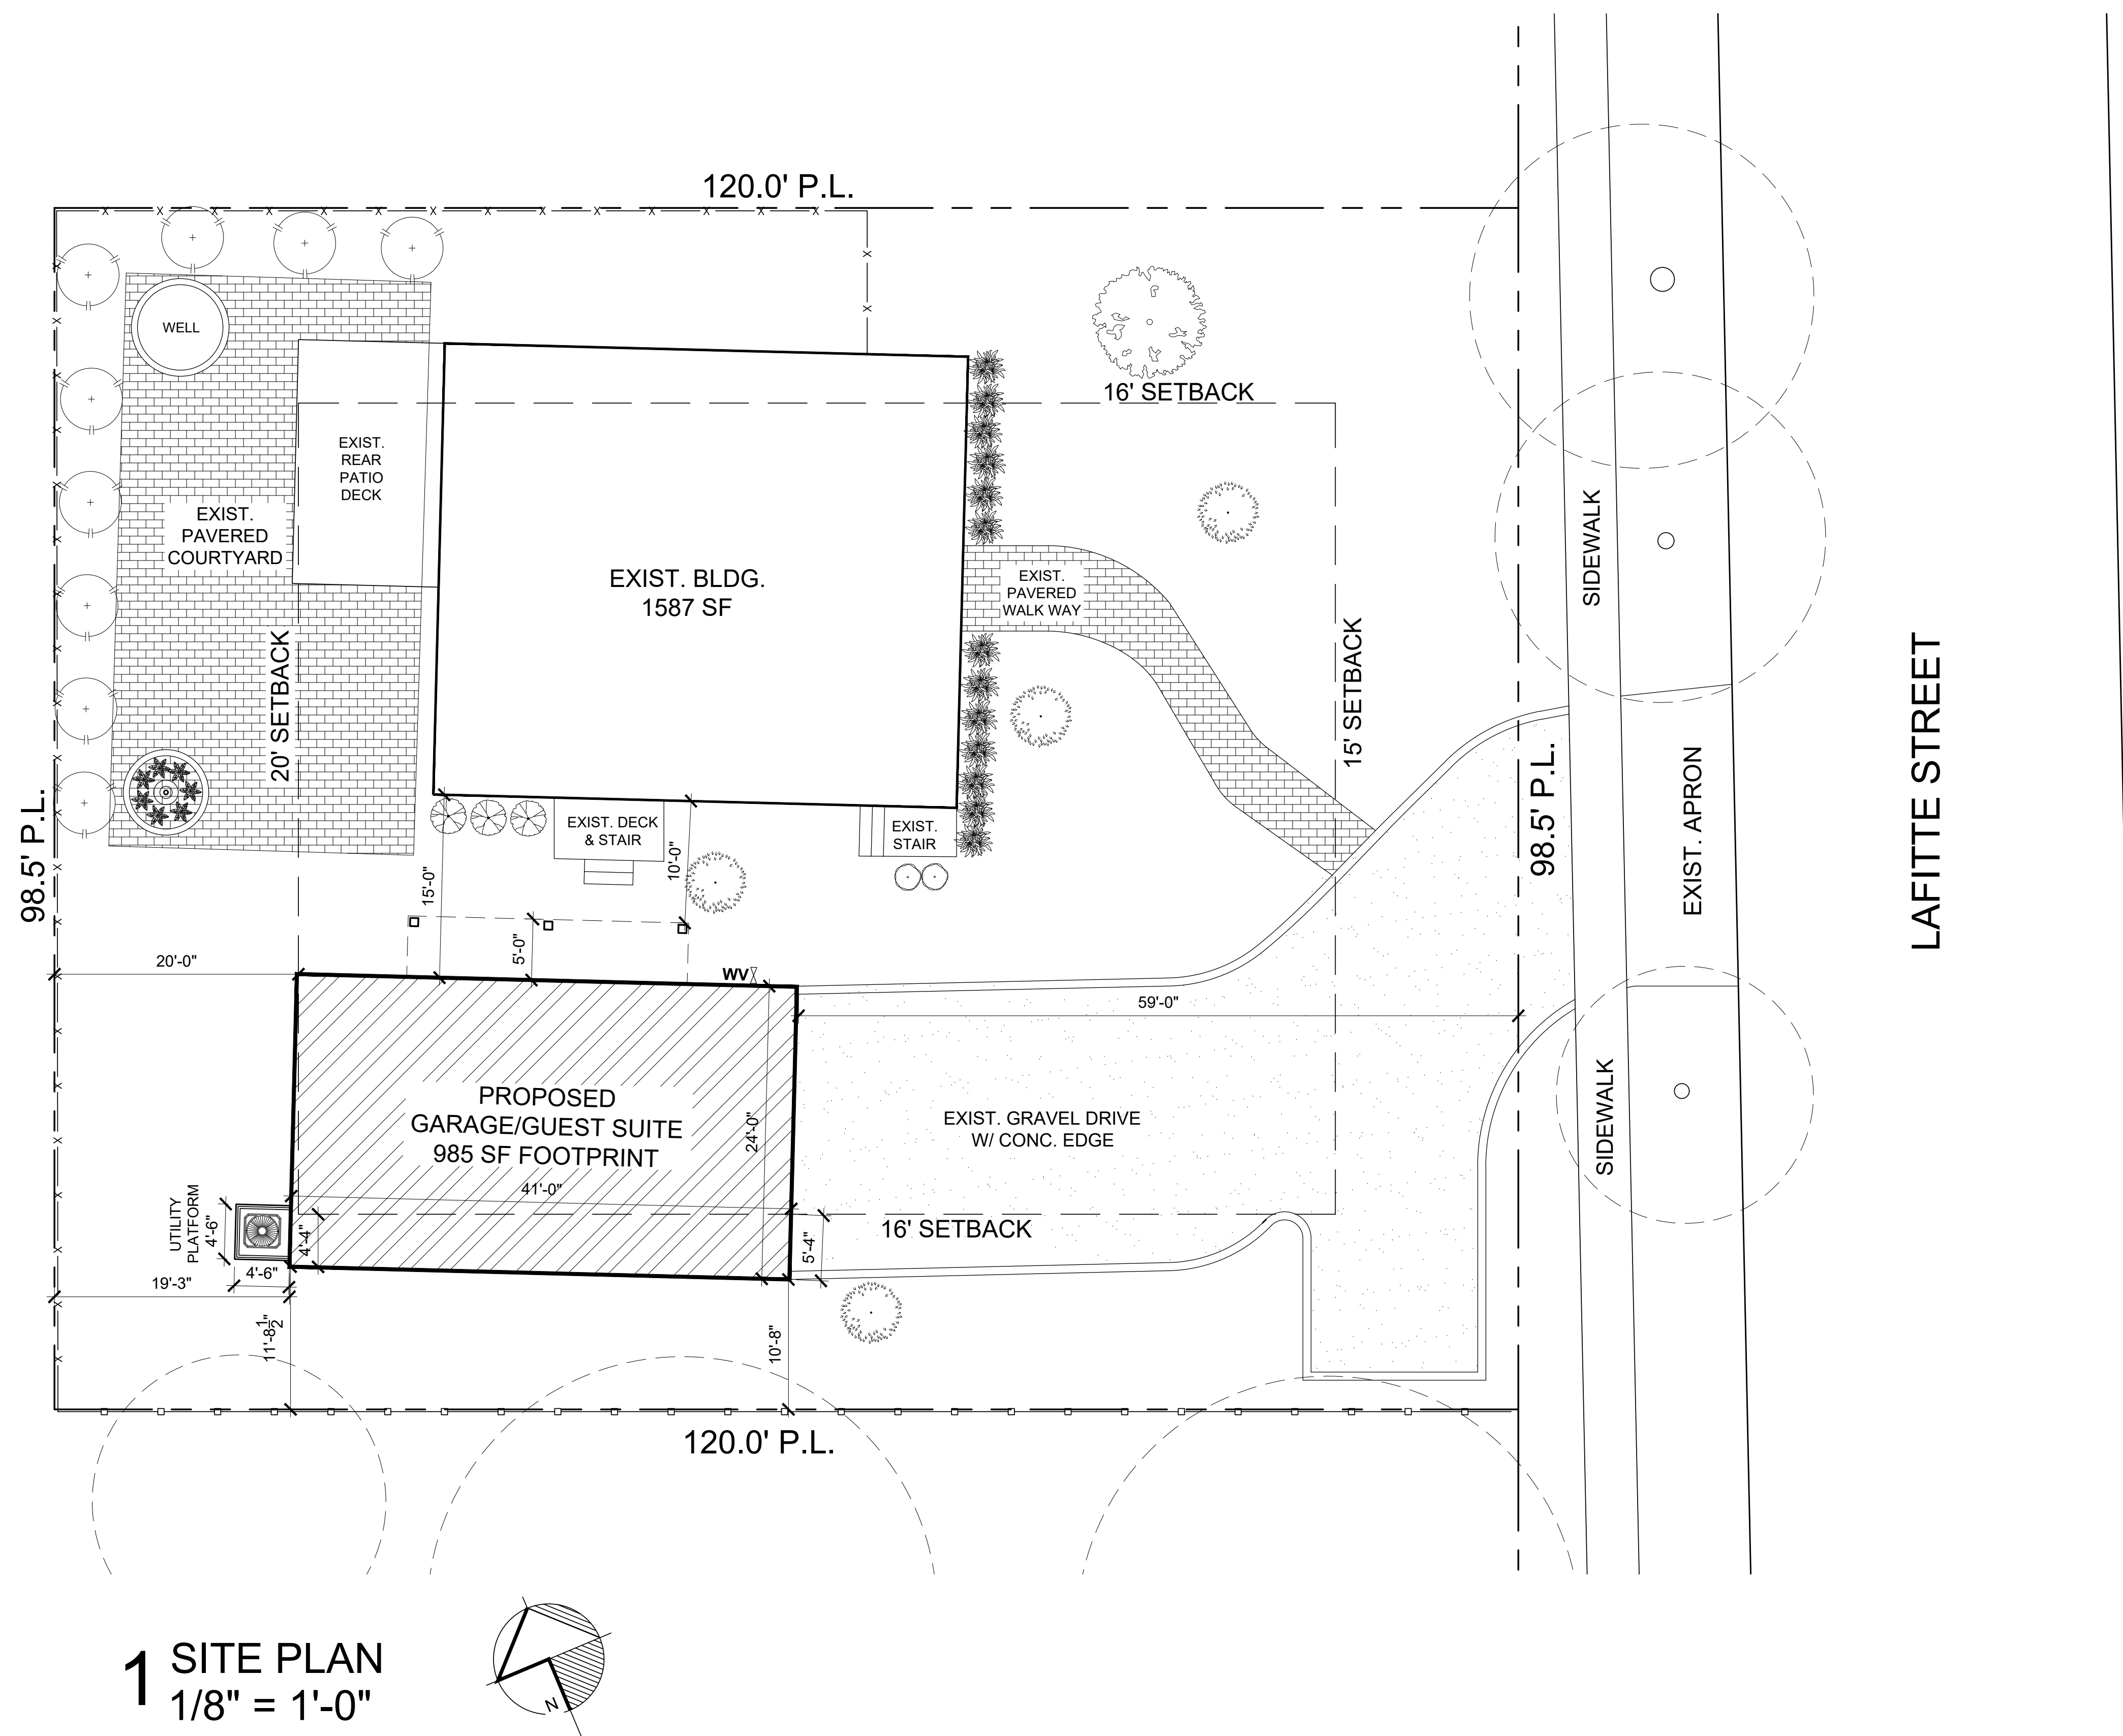 120.0' P.L.
WELL
16' SETBACK
EXIST.
REAR
PATIO
DECK
EXIST.
PAVERED
COURTYARD
EXIST. BLDG.
1587 SF
EXIST.
PAVERED
WALK WAY
SIDEWALK
20' SETBACK
15' SETBACK
LAFITTE STREET
98.5' P.L.
98.5' P.L.
EXIST. APRON
EXIST. DECK
& STAIR
EXIST.
STAIR
10'-0"
15'-0"
5'-0"
20'-0"
WV
59'-0"
PROPOSED
GARAGE/GUEST SUITE
985 SF FOOTPRINT
24'-0"
EXIST. GRAVEL DRIVE
W/ CONC. EDGE
SIDEWALK
41'-0"
UTILITY
PLATFORM
4'-6"
4'-4"
16' SETBACK
5'-4"
4'-6"
19'-3"
11'-8 1/2"
10'-8"
120.0' P.L.
1 SITE PLAN
1/8" = 1'-0"
N